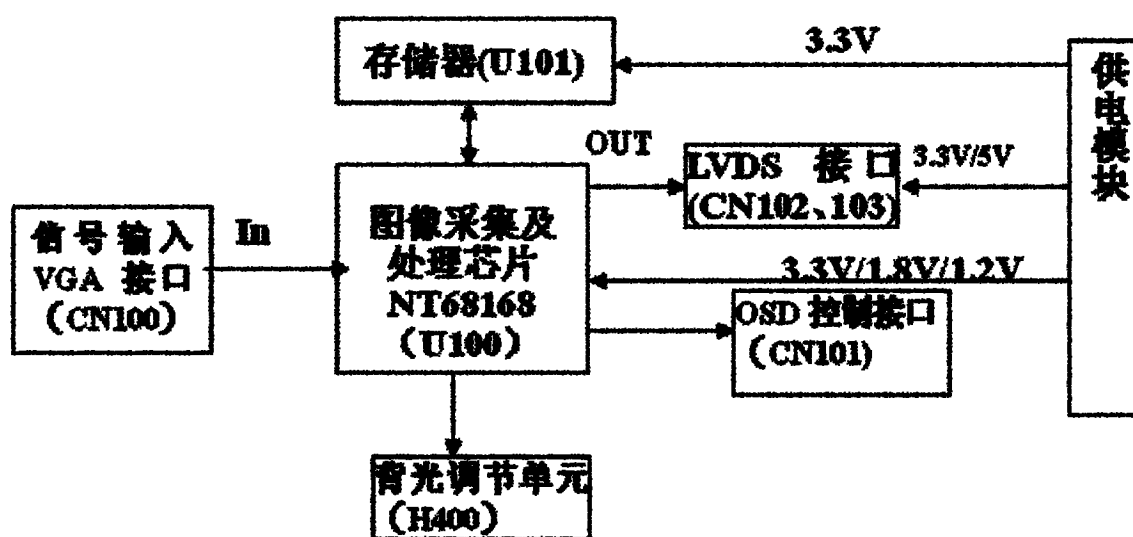 存储器(U101)
3.3V
供电模块
OUT
LVDS 接口
(CN102、103)
3.3V/5V
信号输入
VGA 接口
（CN100）
In
图像采集及
处理芯片
NT68168
（U100）
3.3V/1.8V/1.2V
OSD 控制接口
（CN101)
背光调节单元
（H400）